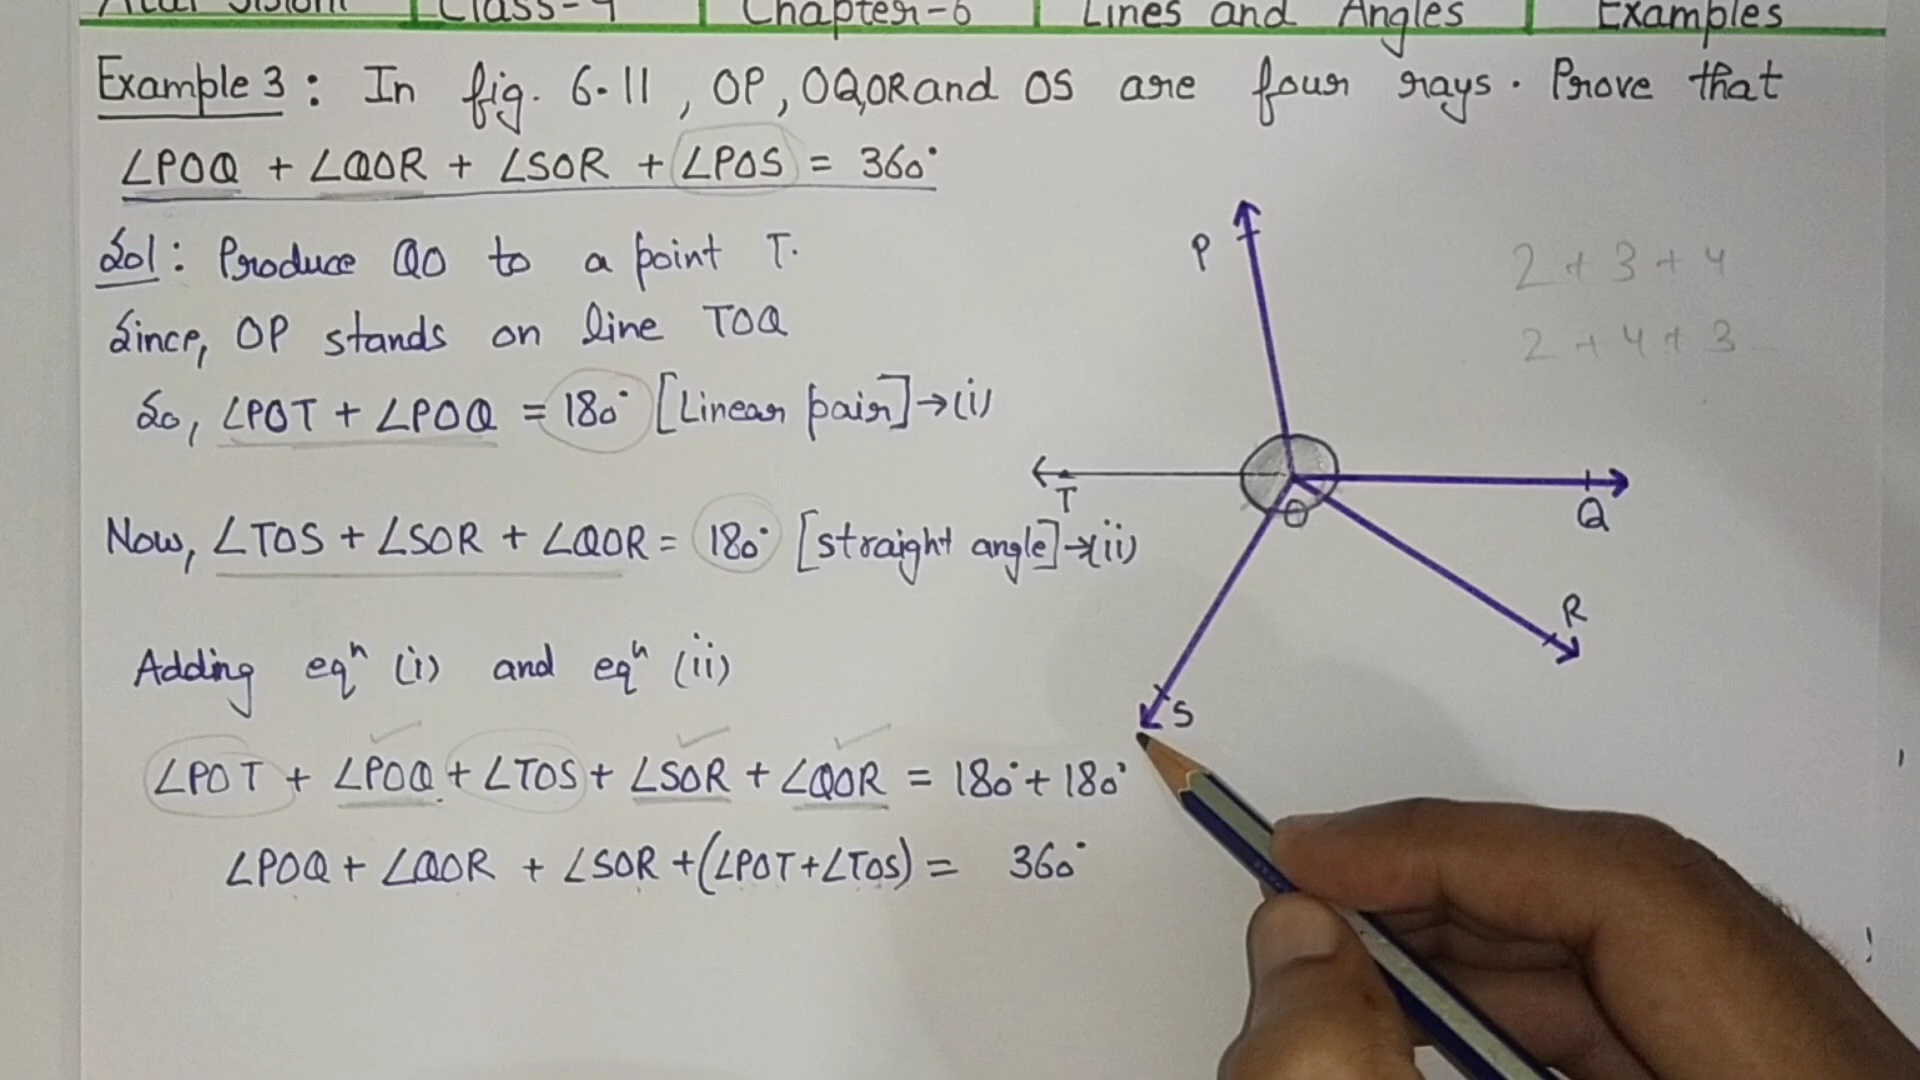 Class-9 Chapter-6 Lines and Angles Examples
Example 3 : In fig. 6.11 , OP, OQ,OR and OS are four rays. Prove that
∠POQ + ∠QOR + ∠SOR + ∠POS = 360°
Sol : Produce QO to a point T.
Since, OP stands on line TOQ
So, ∠POT + ∠POQ = 180° [Linear pair] → (i)
Now, ∠TOS + ∠SOR + ∠QOR = 180° [straight angle] → (ii)
Adding eqⁿ (i) and eqⁿ (ii)
∠POT + ∠POQ + ∠TOS + ∠SOR + ∠QOR = 180° + 180°
∠POQ + ∠QOR + ∠SOR + (∠POT + ∠TOS) = 360°
P
2 + 3 + 4
2 + 4 + 3
T
O
Q
R
S